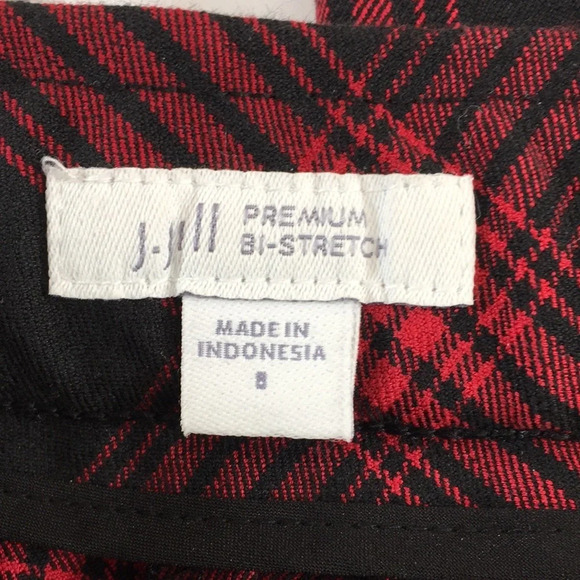 J.Jill PREMIUM
BI-STRETCH
MADE IN
INDONESIA
8